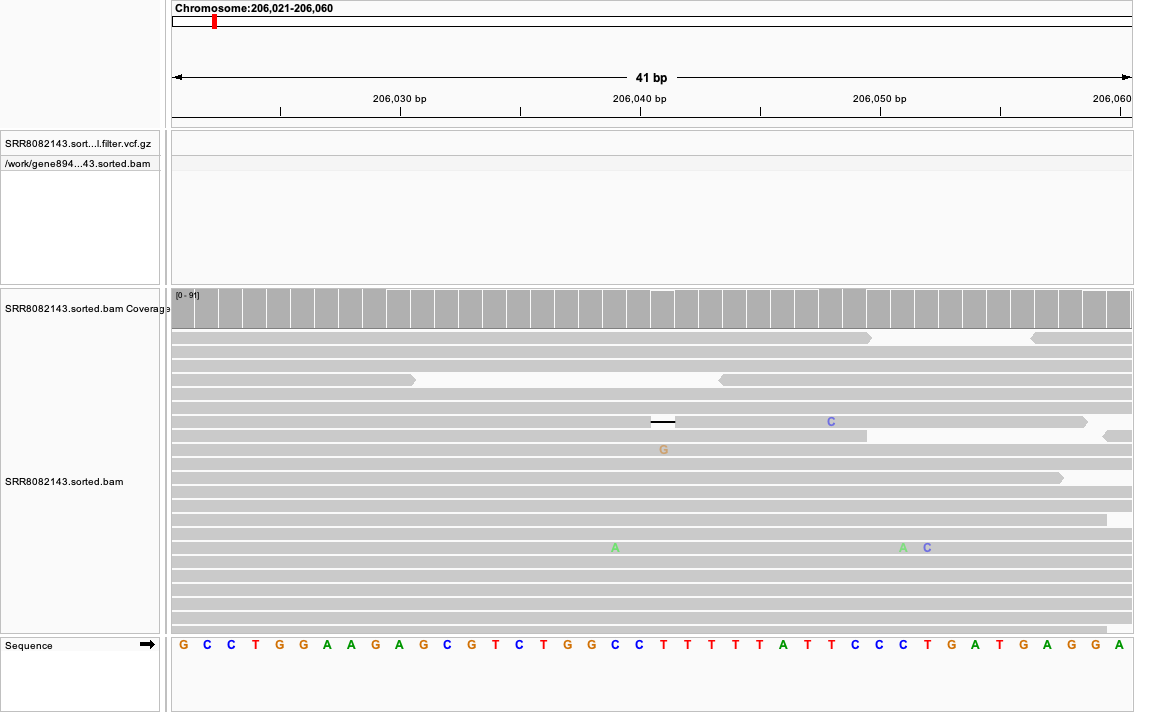 Chromosome:206,021-206,060
41 bp
206,030 bp 206,040 bp 206,050 bp 206,060
SRR8082143.sort...l.filter.vcf.gz
/work/gene894...43.sorted.bam
[0 - 91]
SRR8082143.sorted.bam Coverage
C
G
SRR8082143.sorted.bam
A A C
Sequence G C C T G G A A G A G C G T C T G G C C T T T T T A T T C C C T G A T G A G G A